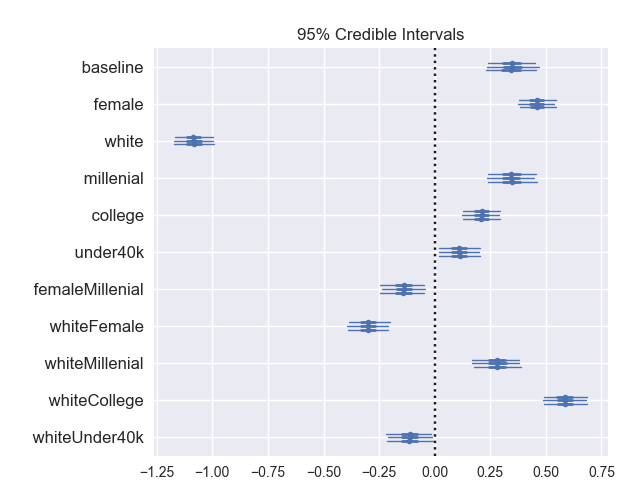 95% Credible Intervals
baseline
female
white
millenial
college
under40k
femaleMillenial
whiteFemale
whiteMillenial
whiteCollege
whiteUnder40k
−1.25 −1.00 −0.75 −0.50 −0.25 0.00 0.25 0.50 0.75